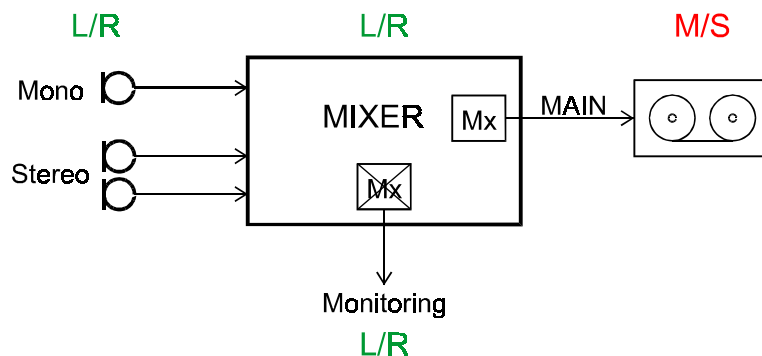 L/R
L/R
M/S
Mono
MIXER
Mx
MAIN
Stereo
Mx
Monitoring
L/R